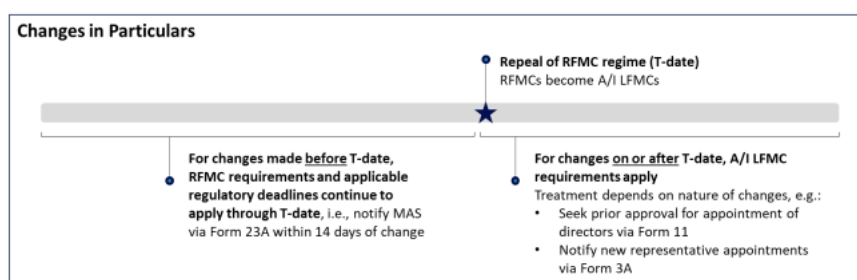 Changes in Particulars
Repeal of RFMC regime (T-date)
RFMCs become A/I LFMCs
For changes made before T-date,
RFMC requirements and applicable
regulatory deadlines continue to
apply through T-date, i.e., notify MAS
via Form 23A within 14 days of change
For changes on or after T-date, A/I LFMC
requirements apply
Treatment depends on nature of changes, e.g.:
• Seek prior approval for appointment of
directors via Form 11
• Notify new representative appointments
via Form 3A